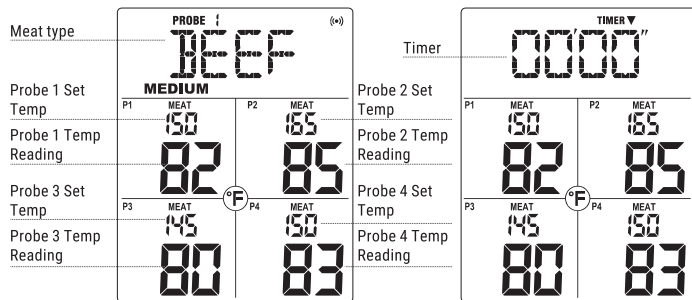 Meat type
PROBE 1
BEEF
MEDIUM
Probe 1 Set Temp
Probe 1 Temp Reading
Probe 3 Set Temp
Probe 3 Temp Reading
P1 MEAT 150
82
P2 MEAT 165
85
°F
P3 MEAT 145
80
P4 MEAT 150
83
Probe 2 Set Temp
Probe 2 Temp Reading
Probe 4 Set Temp
Probe 4 Temp Reading
Timer
TIMER ▼
00'00"
P1 MEAT 150
82
P2 MEAT 165
85
°F
P3 MEAT 145
80
P4 MEAT 150
83